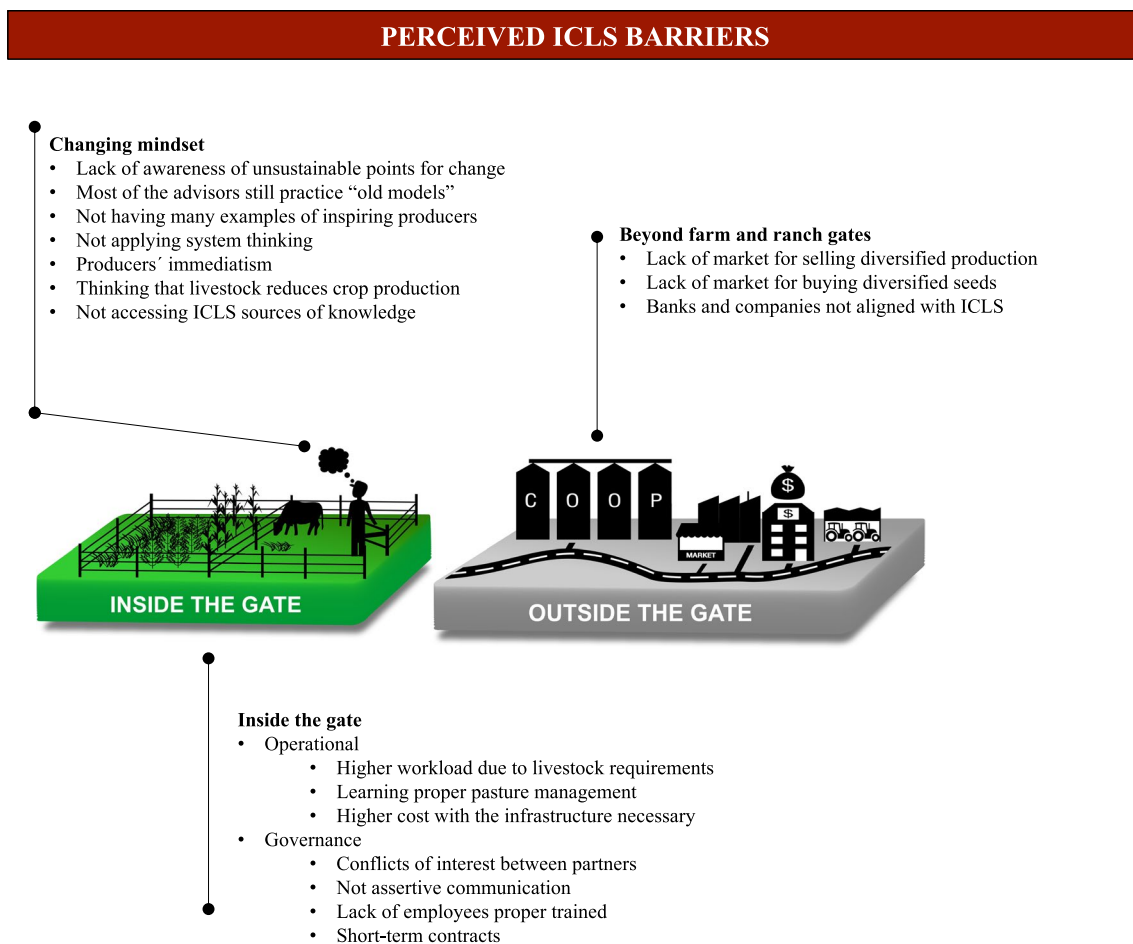 PERCEIVED ICLS BARRIERS
Changing mindset
• Lack of awareness of unsustainable points for change
• Most of the advisors still practice “old models”
• Not having many examples of inspiring producers
• Not applying system thinking
• Producers´ immediatism
• Thinking that livestock reduces crop production
• Not accessing ICLS sources of knowledge
Beyond farm and ranch gates
• Lack of market for selling diversified production
• Lack of market for buying diversified seeds
• Banks and companies not aligned with ICLS
C O O P
$
$
MARKET
INSIDE THE GATE
OUTSIDE THE GATE
Inside the gate
• Operational
• Higher workload due to livestock requirements
• Learning proper pasture management
• Higher cost with the infrastructure necessary
• Governance
• Conflicts of interest between partners
• Not assertive communication
• Lack of employees proper trained
• Short-term contracts